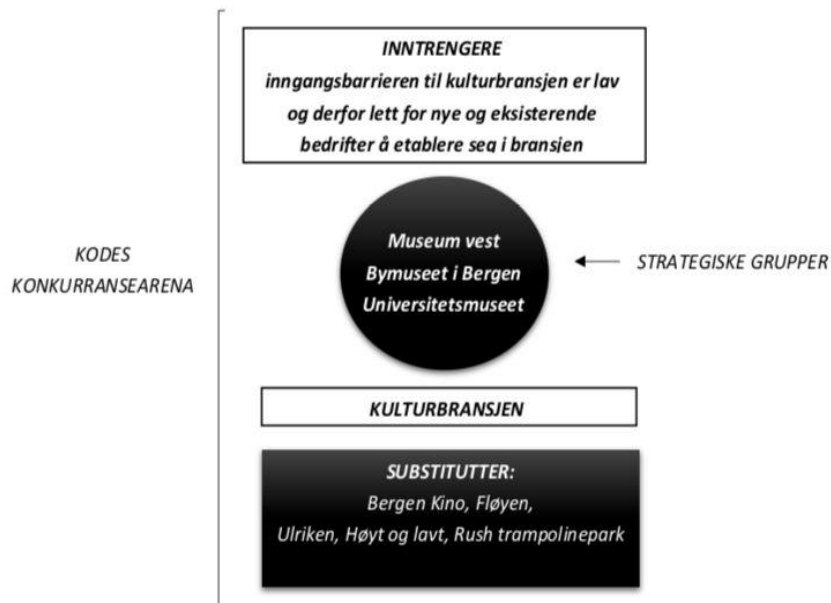 INNTRENGERE
inngangsbarrieren til kulturbransjen er lav
og derfor lett for nye og eksisterende
bedrifter å etablere seg i bransjen
Museum vest
Bymuseet i Bergen
Universitetsmuseet
KODES
KONKURRANSEARENA
STRATEGISKE GRUPPER
KULTURBRANSJEN
SUBSTITUTTER:
Bergen Kino, Fløyen,
Ulriken, Høyt og lavt, Rush trampolinepark